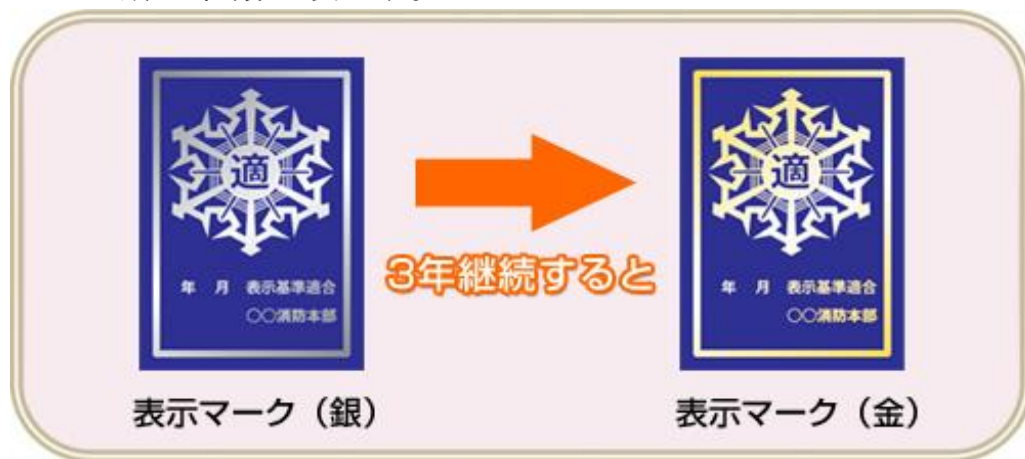 適
年 月 表示基準適合
○○消防本部
表示マーク（銀）
3年継続すると
適
年 月 表示基準適合
○○消防本部
表示マーク（金）